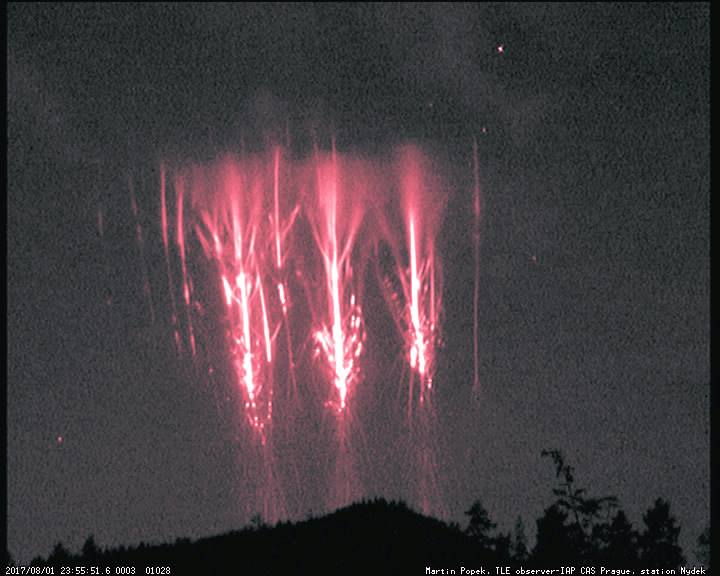 2017/08/01 23:55:51.6 0003 01028 Martin Popek, TLE observer-IAP CAS Prague, station Nydek